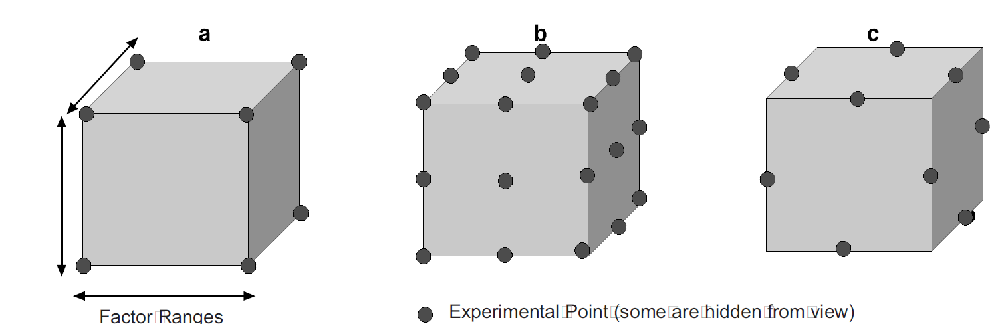 a
b
c
Factor Ranges
Experimental Point (some are hidden from view)